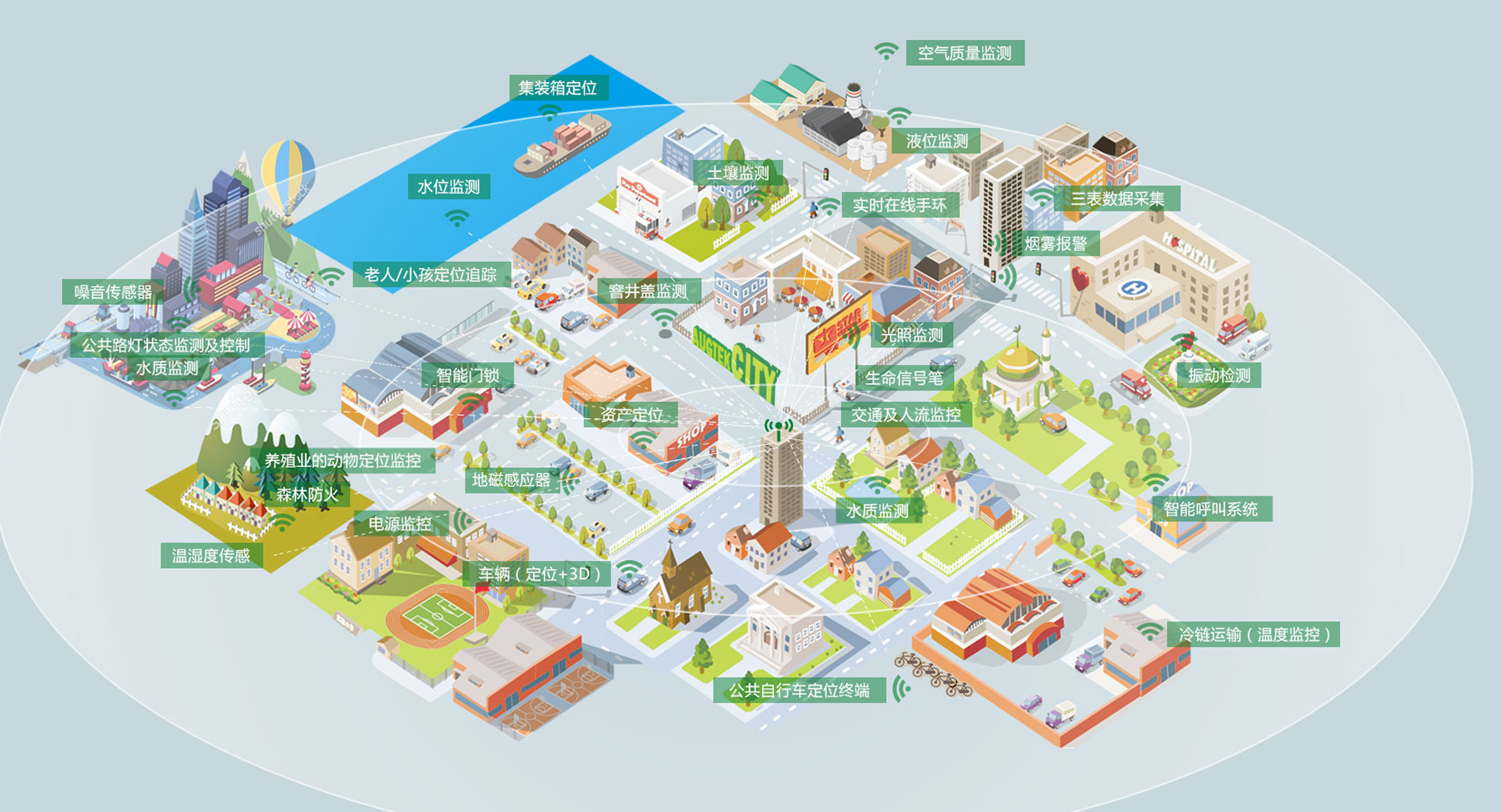 空气质量监测
集装箱定位
液位监测
土壤监测
水位监测
三表数据采集
实时在线手环
烟雾报警
HOSPITAL
老人/小孩定位追踪
噪音传感器
窨井盖监测
STAR
光照监测
公共路灯状态监测及控制
AUGTEK CITY
水质监测
智能门锁
生命信号笔
振动检测
资产定位
交通及人流监控
SHOP
养殖业的动物定位监控
地磁感应器
森林防火
水质监测
智能呼叫系统
电源监控
温湿度传感
车辆（定位+3D）
冷链运输（温度监控）
公共自行车定位终端
H